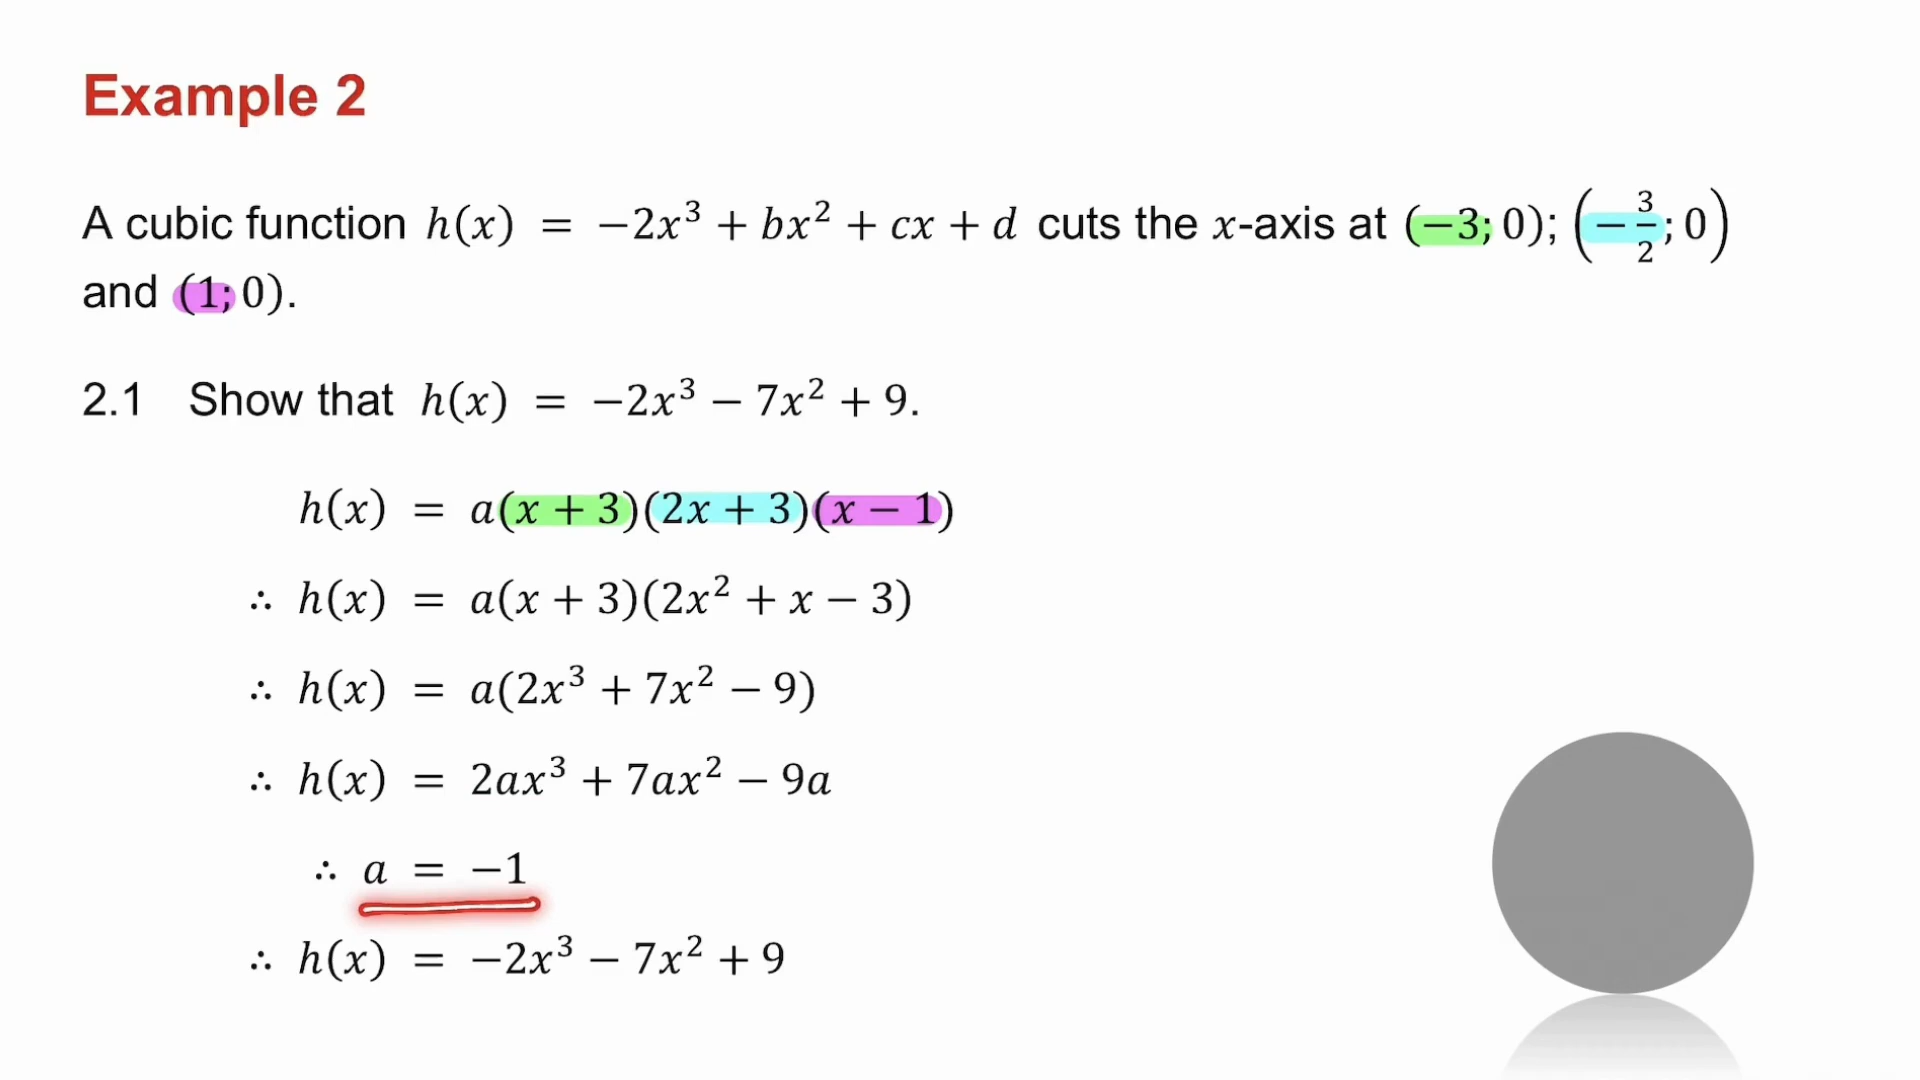 Example 2
A cubic function h(x) = −2x³ + bx² + cx + d cuts the x-axis at (−3; 0); (−3/2; 0)
and (1; 0).
2.1 Show that h(x) = −2x³ − 7x² + 9.
h(x) = a(x + 3)(2x + 3)(x − 1)
∴ h(x) = a(x + 3)(2x² + x − 3)
∴ h(x) = a(2x³ + 7x² − 9)
∴ h(x) = 2ax³ + 7ax² − 9a
∴ a = −1
∴ h(x) = −2x³ − 7x² + 9